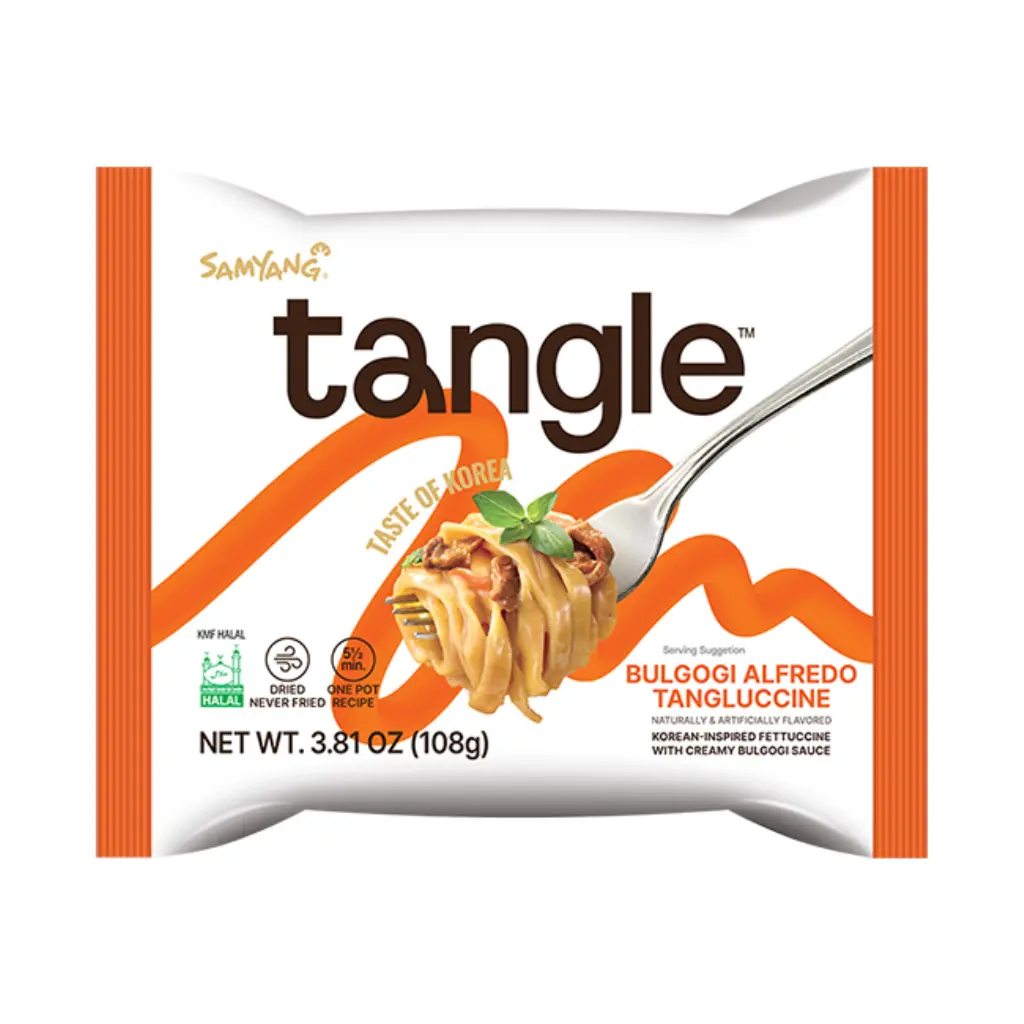 SAMYANG®
tangle™
TASTE OF KOREA
KMF HALAL
HALAL
DRIED
NEVER FRIED
5½
min.
ONE POT
RECIPE
NET WT. 3.81 OZ (108g)
Serving Suggetion
BULGOGI ALFREDO
TANGLUCCINE
NATURALLY & ARTIFICIALLY FLAVORED
KOREAN-INSPIRED FETTUCCINE
WITH CREAMY BULGOGI SAUCE